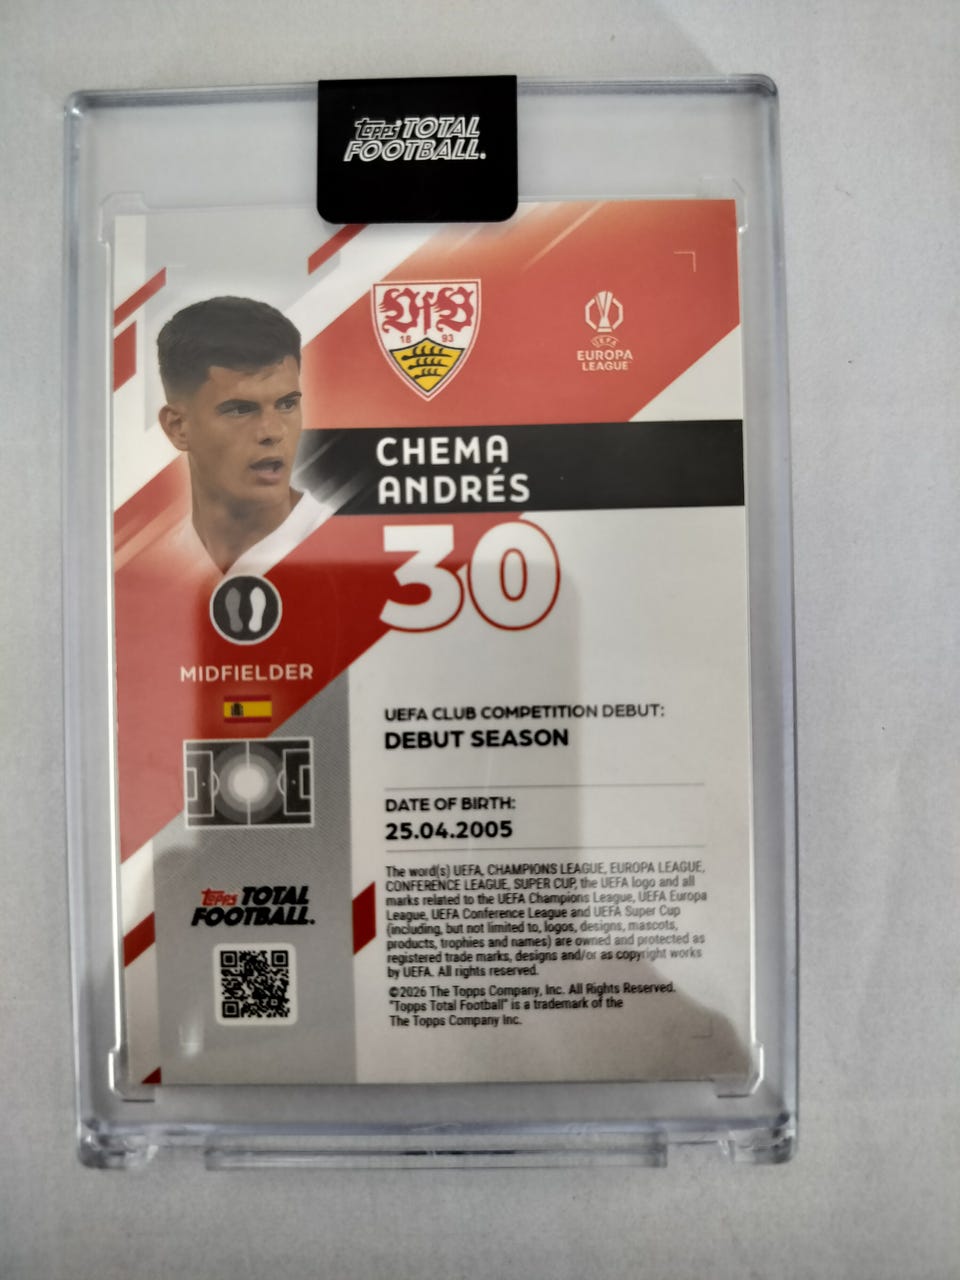 Topps TOTAL
FOOTBALL.
VfB
18 93
UEFA
EUROPA
LEAGUE
CHEMA
ANDRÉS
30
MIDFIELDER
UEFA CLUB COMPETITION DEBUT:
DEBUT SEASON
DATE OF BIRTH:
25.04.2005
Topps TOTAL
FOOTBALL.
The word(s) UEFA, CHAMPIONS LEAGUE, EUROPA LEAGUE,
CONFERENCE LEAGUE, SUPER CUP, the UEFA logo and all
marks related to the UEFA Champions League, UEFA Europa
League, UEFA Conference League and UEFA Super Cup
(including, but not limited to, logos, designs, mascots,
products, trophies and names) are owned and protected as
registered trade marks, designs and/or as copyright works
by UEFA. All rights reserved.
©2026 The Topps Company, Inc. All Rights Reserved.
"Topps Total Football" is a trademark of the
The Topps Company Inc.